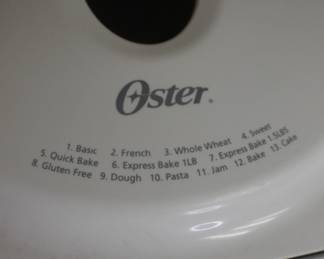 Oster®
1. Basic 2. French 3. Whole Wheat 4. Sweet
5. Quick Bake 6. Express Bake 1LB 7. Express Bake 1.5LBS
8. Gluten Free 9. Dough 10. Pasta 11. Jam 12. Bake 13. Cake